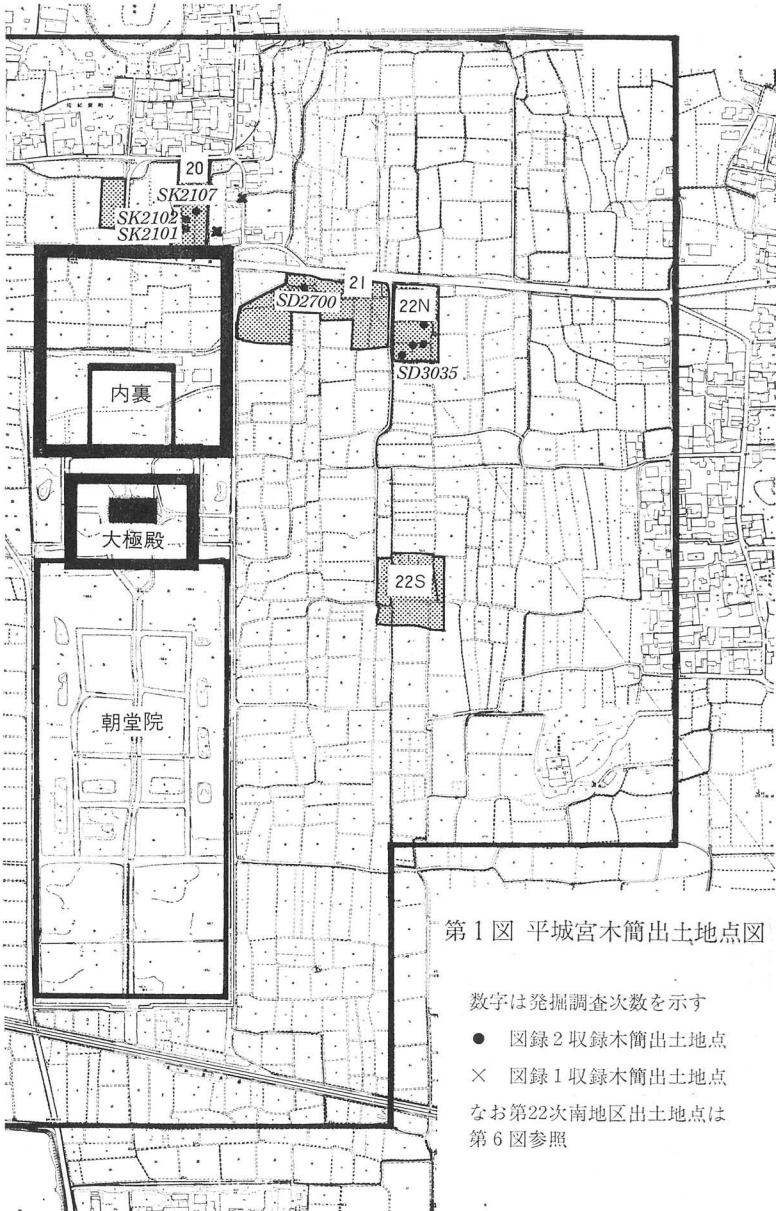 20
SK2107
SK2102
SK2101
21
SD2700
22N
SD3035
内裏
大極殿
22S
朝堂院
第1図 平城宮木簡出土地点図
数字は発掘調査次数を示す
● 図録2収録木簡出土地点
× 図録1収録木簡出土地点
なお第22次南地区出土地点は
第6図参照